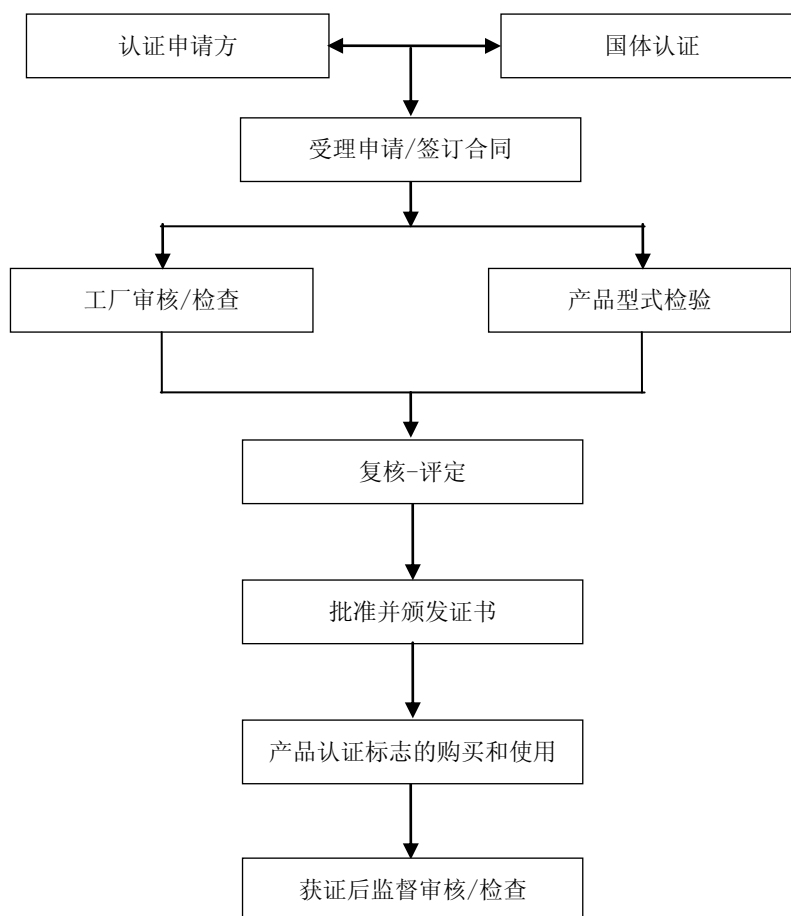 认证申请方
国体认证
受理申请/签订合同
工厂审核/检查
产品型式检验
复核-评定
批准并颁发证书
产品认证标志的购买和使用
获证后监督审核/检查